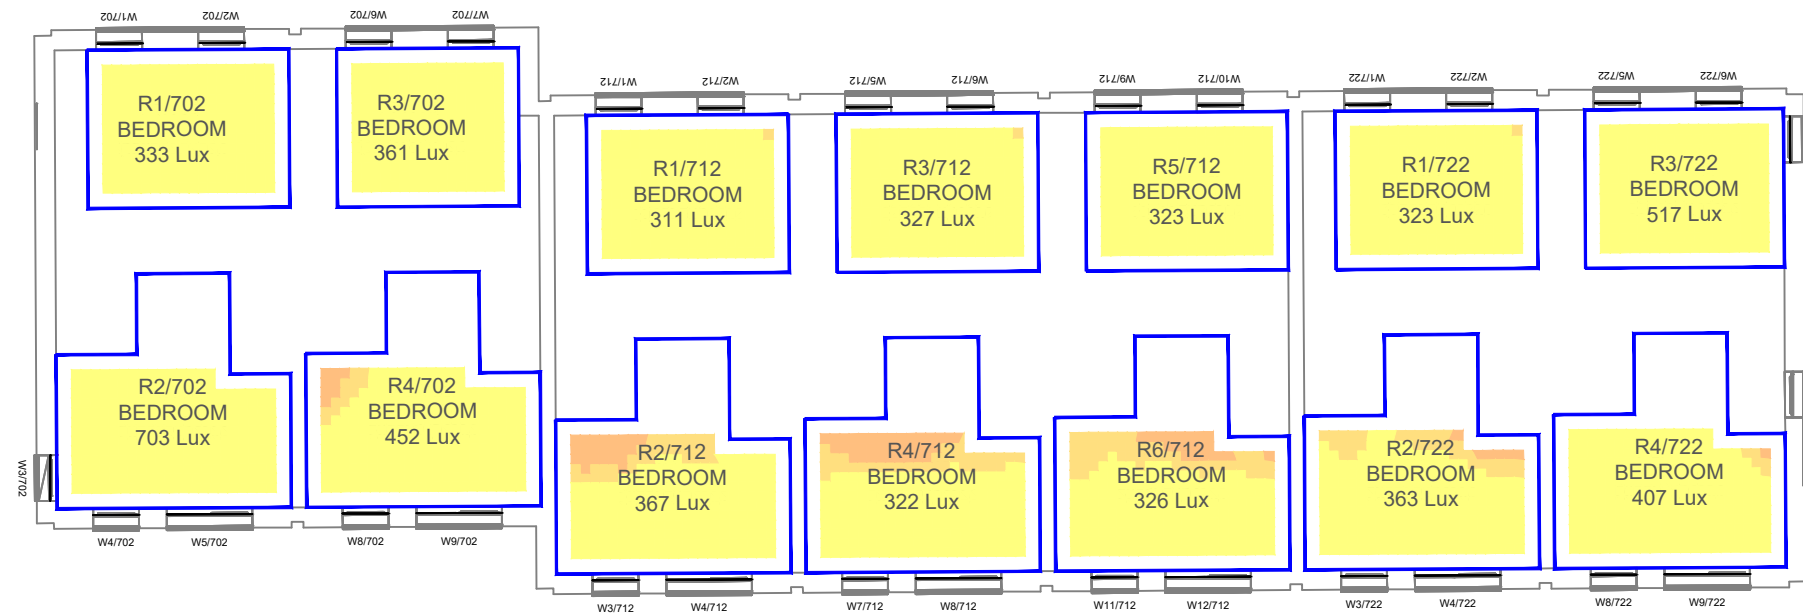 W1/702
W2/702
W6/702
W7/702
W1/712
W2/712
W5/712
W6/712
W9/712
W10/712
W1/722
W2/722
W5/722
W6/722
R1/702
BEDROOM
333 Lux
R3/702
BEDROOM
361 Lux
R1/712
BEDROOM
311 Lux
R3/712
BEDROOM
327 Lux
R5/712
BEDROOM
323 Lux
R1/722
BEDROOM
323 Lux
R3/722
BEDROOM
517 Lux
R2/702
BEDROOM
703 Lux
R4/702
BEDROOM
452 Lux
R2/712
BEDROOM
367 Lux
R4/712
BEDROOM
322 Lux
R6/712
BEDROOM
326 Lux
R2/722
BEDROOM
363 Lux
R4/722
BEDROOM
407 Lux
W3/702
W4/702
W5/702
W8/702
W9/702
W3/712
W4/712
W7/712
W8/712
W11/712
W12/712
W3/722
W4/722
W8/722
W9/722